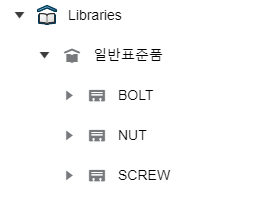 Libraries
일반표준품
BOLT
NUT
SCREW